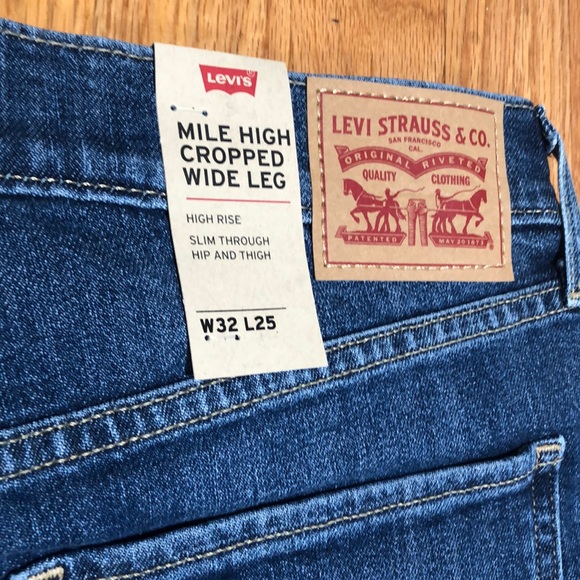 Levi's
MILE HIGH
CROPPED
WIDE LEG
HIGH RISE
SLIM THROUGH
HIP AND THIGH
W32 L25
LEVI STRAUSS & CO.
SAN FRANCISCO
CAL.
ORIGINAL RIVETED
QUALITY CLOTHING
PATENTED MAY 20 1873